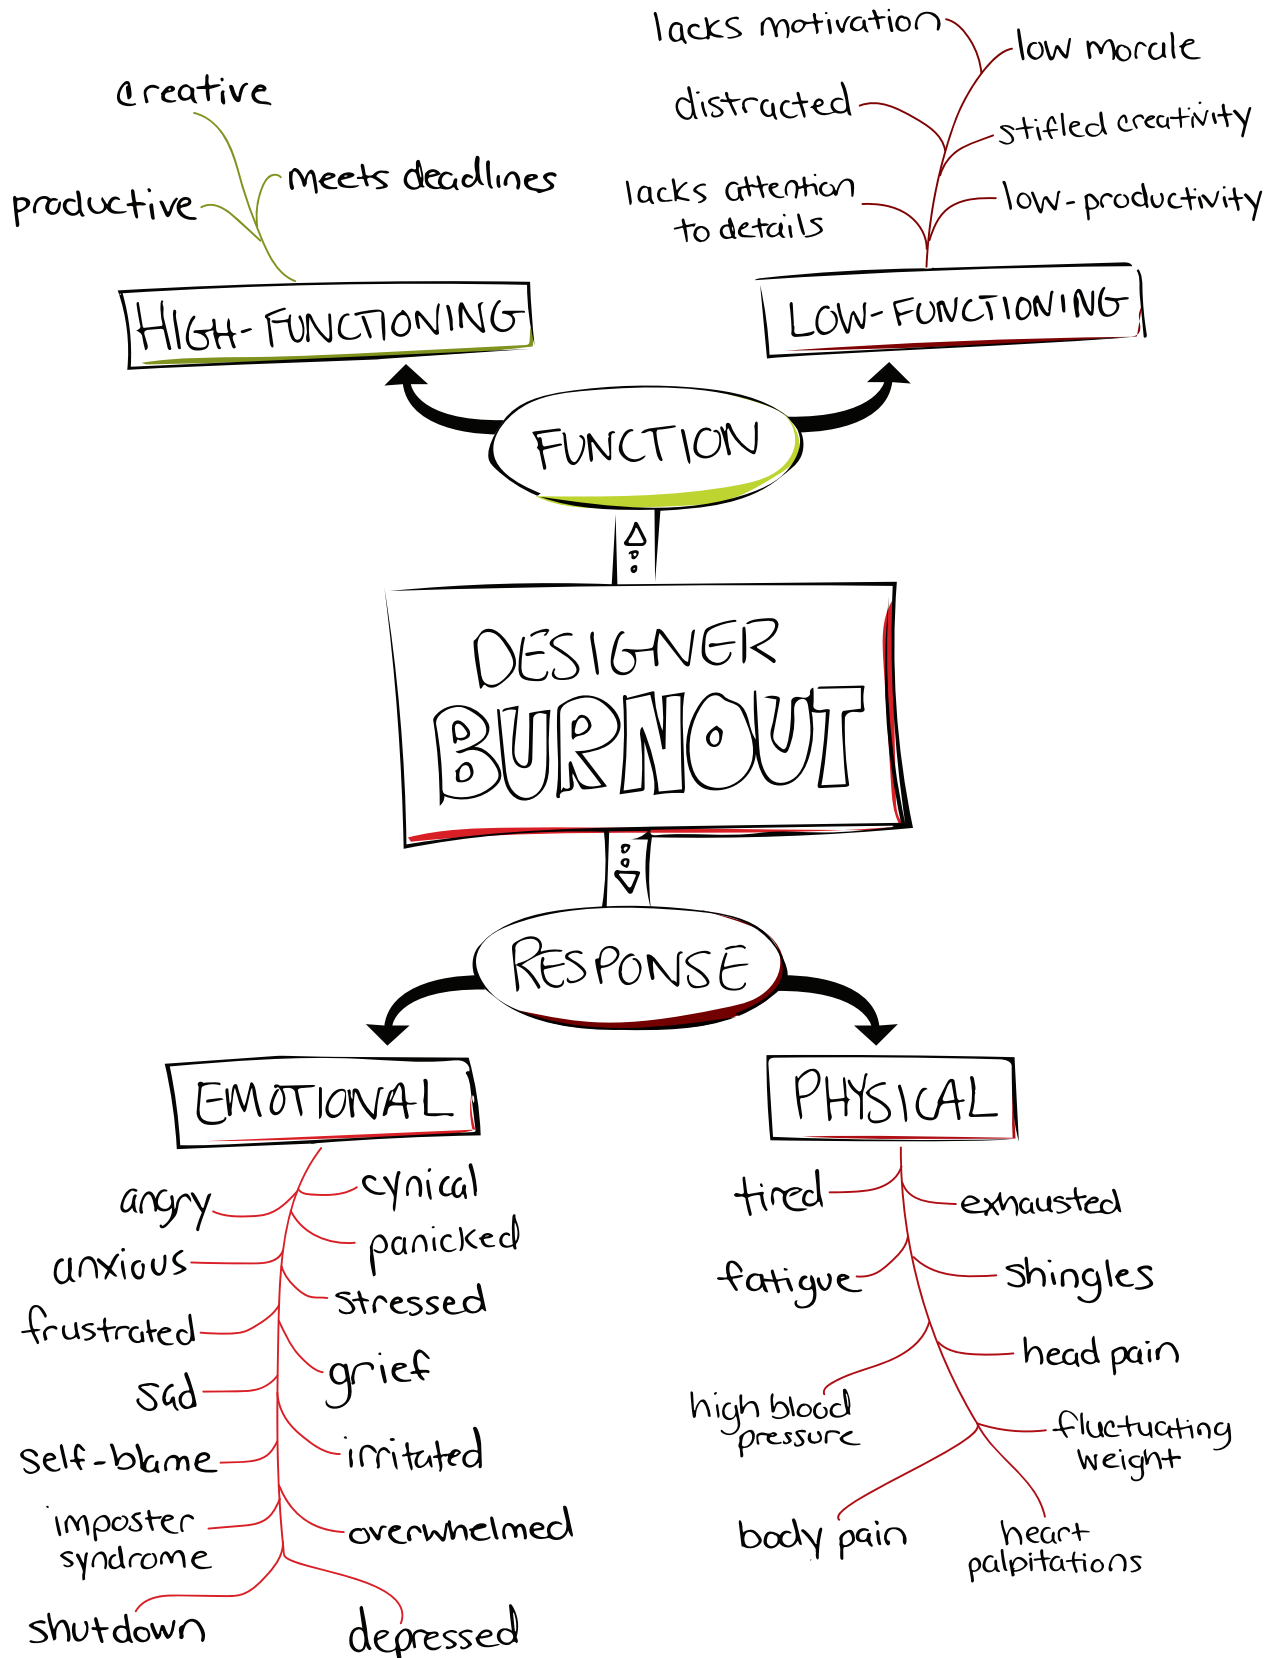 creative
productive
meets deadlines
HIGH-FUNCTIONING
lacks motivation
low morale
distracted
stifled creativity
lacks attention
to details
low-productivity
LOW-FUNCTIONING
FUNCTION
DESIGNER
BURNOUT
RESPONSE
EMOTIONAL
angry
cynical
anxious
panicked
frustrated
stressed
sad
grief
self-blame
irritated
imposter
syndrome
overwhelmed
shutdown
depressed
PHYSICAL
tired
exhausted
fatigue
shingles
high blood
pressure
head pain
fluctuating
weight
body pain
heart
palpitations